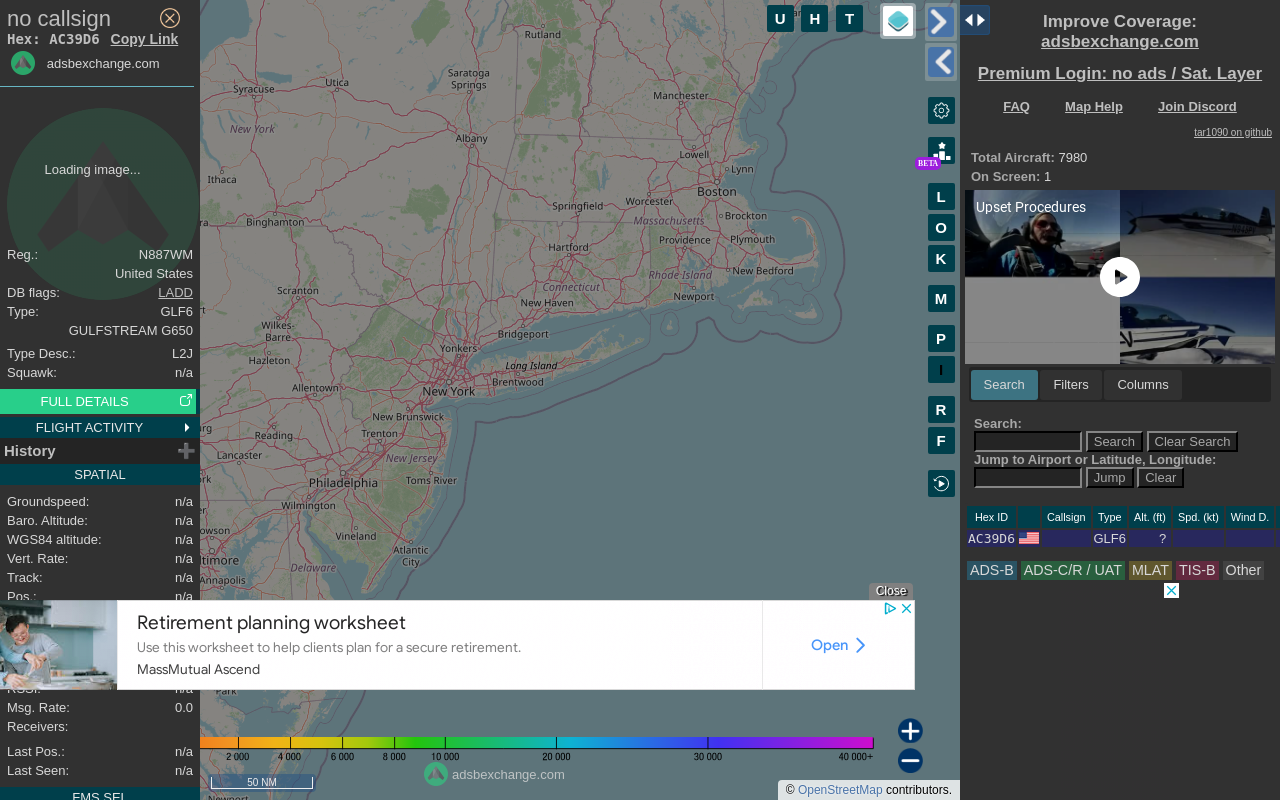 no callsign
Hex: AC39D6 Copy Link
adsbexchange.com
Loading image...
Reg.: N887WM
United States
DB flags: LADD
Type: GLF6
GULFSTREAM G650
Type Desc.: L2J
Squawk: n/a
FULL DETAILS
FLIGHT ACTIVITY
History
SPATIAL
Groundspeed: n/a
Baro. Altitude: n/a
WGS84 altitude: n/a
Vert. Rate: n/a
Track: n/a
Pos.: n/a
RSSI: n/a
Msg. Rate: 0.0
Receivers:
Last Pos.: n/a
Last Seen: n/a
FMS SEL
Rutland
Utica
Saratoga
Springs
Syracuse
Manchester
New York
Albany
Lowell
Lynn
Ithaca
Boston
Worcester
Springfield
Massachusetts
Brockton
Binghamton
Plymouth
Providence
Hartford
New Bedford
Rhode Island
Connecticut
Scranton
Newport
New Haven
Wilkes-
Barre
Bridgeport
Yonkers
Hazleton
Long Island
Brentwood
Allentown
New York
New Brunswick
Reading
Trenton
Lancaster
New Jersey
Philadelphia
Toms River
Wilmington
Vineland
Atlantic
City
Annapolis
Delaware
U H T
BETA
L
O
K
M
P
I
R
F
Close
Retirement planning worksheet
Use this worksheet to help clients plan for a secure retirement.
MassMutual Ascend
Open
Park
2 000 4 000 6 000 8 000 10 000 20 000 30 000 40 000+
adsbexchange.com
50 NM
Newport
© OpenStreetMap contributors.
Improve Coverage:
adsbexchange.com
Premium Login: no ads / Sat. Layer
FAQ Map Help Join Discord
tar1090 on github
Total Aircraft: 7980
On Screen: 1
Upset Procedures
Search Filters Columns
Search:
Search Clear Search
Jump to Airport or Latitude, Longitude:
Jump Clear
Hex ID Callsign Type Alt. (ft) Spd. (kt) Wind D.
AC39D6 GLF6 ?
ADS-B ADS-C/R / UAT MLAT TIS-B Other